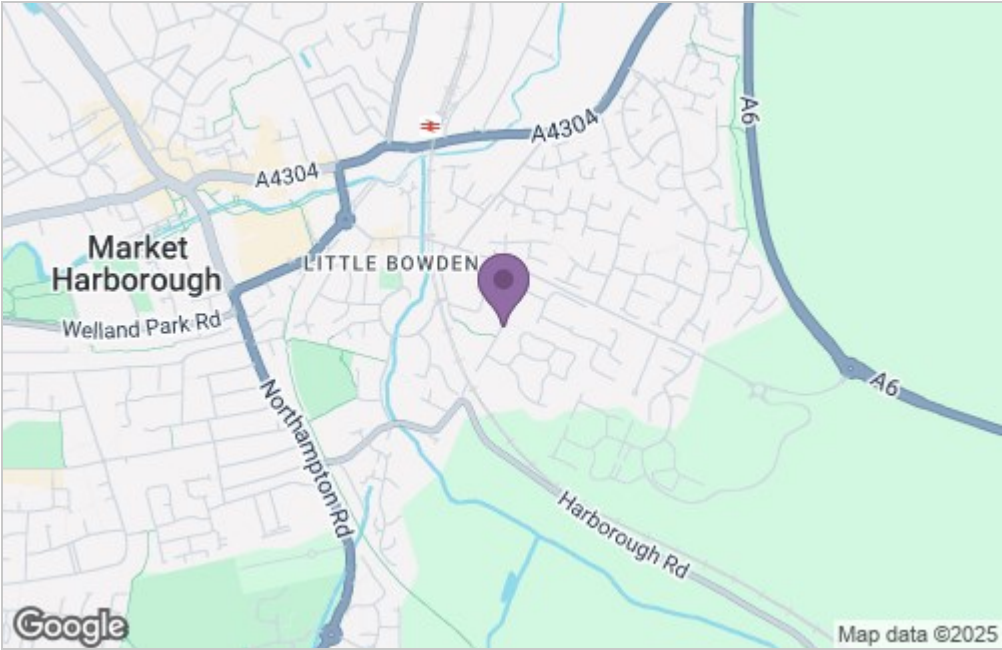 A6
A4304
A4304
Market
Harborough
LITTLE BOWDEN
Welland Park Rd
A6
Northampton Rd
Harborough Rd
Google
Map data ©2025